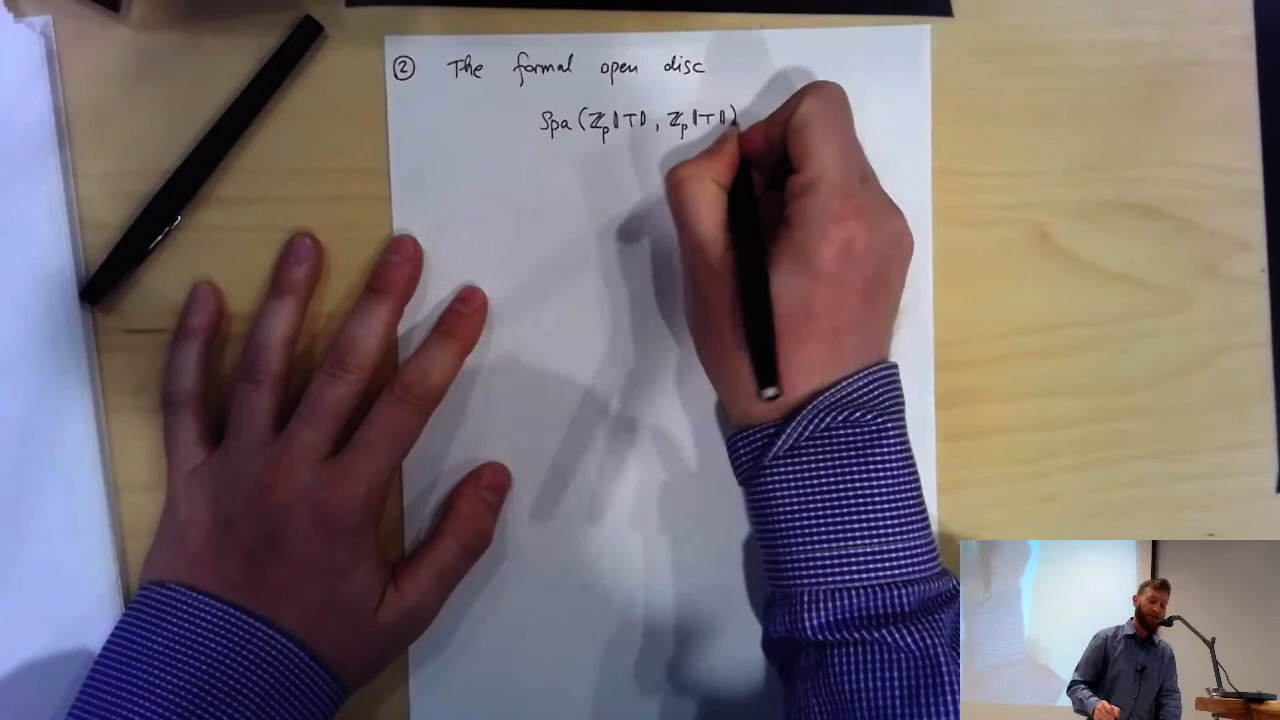 ② The formal open disc
Spa (ℤₚ⟦T⟧, ℤₚ⟦T⟧)